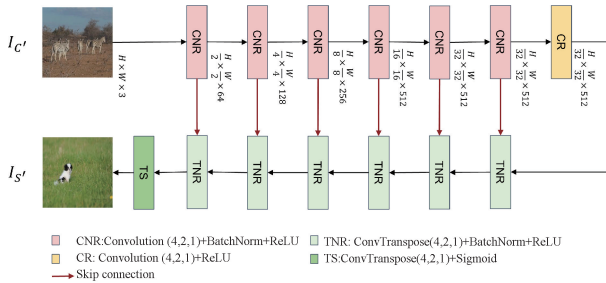 I_C'
H × W × 3
CNR
H/2 × W/2 × 64
CNR
H/4 × W/4 × 128
CNR
H/8 × W/8 × 256
CNR
H/16 × W/16 × 512
CNR
H/32 × W/32 × 512
CNR
H/32 × W/32 × 512
CR
H/32 × W/32 × 512
I_S'
TS
TNR
TNR
TNR
TNR
TNR
TNR
CNR:Convolution (4,2,1)+BatchNorm+ReLU
TNR: ConvTranspose(4,2,1)+BatchNorm+ReLU
CR: Convolution (4,2,1)+ReLU
TS:ConvTranspose(4,2,1)+Sigmoid
Skip connection